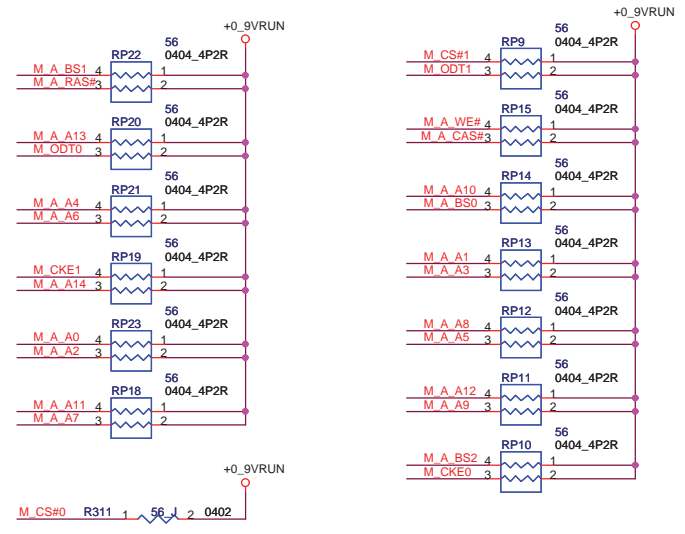 +0_9VRUN
56
RP22 0404_4P2R
M_A_BS1 4 1
M_A_RAS# 3 2
56
RP20 0404_4P2R
M_A_A13 4 1
M_ODT0 3 2
56
RP21 0404_4P2R
M_A_A4 4 1
M_A_A6 3 2
56
RP19 0404_4P2R
M_CKE1 4 1
M_A_A14 3 2
56
RP23 0404_4P2R
M_A_A0 4 1
M_A_A2 3 2
56
RP18 0404_4P2R
M_A_A11 4 1
M_A_A7 3 2
+0_9VRUN
M_CS#0 R311 1 56_J 2 0402
+0_9VRUN
56
RP9 0404_4P2R
M_CS#1 4 1
M_ODT1 3 2
56
RP15 0404_4P2R
M_A_WE# 4 1
M_A_CAS# 3 2
56
RP14 0404_4P2R
M_A_A10 4 1
M_A_BS0 3 2
56
RP13 0404_4P2R
M_A_A1 4 1
M_A_A3 3 2
56
RP12 0404_4P2R
M_A_A8 4 1
M_A_A5 3 2
56
RP11 0404_4P2R
M_A_A12 4 1
M_A_A9 3 2
56
RP10 0404_4P2R
M_A_BS2 4 1
M_CKE0 3 2